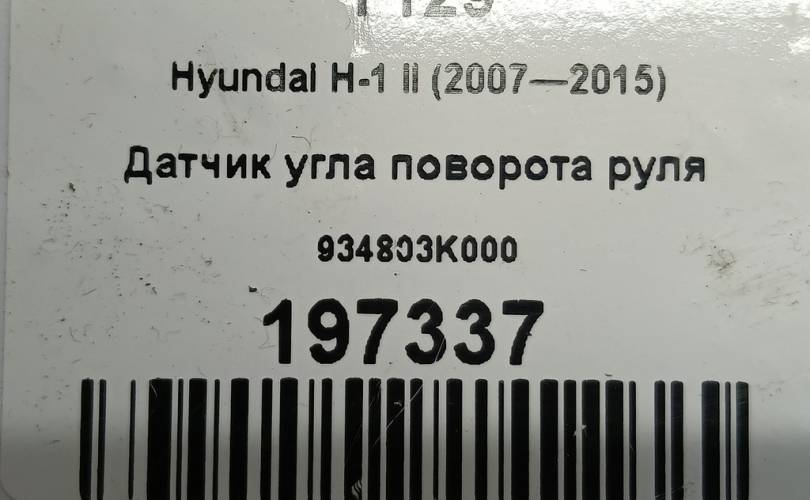 Hyundai H-1 II (2007—2015)
Датчик угла поворота руля
934803K000
197337